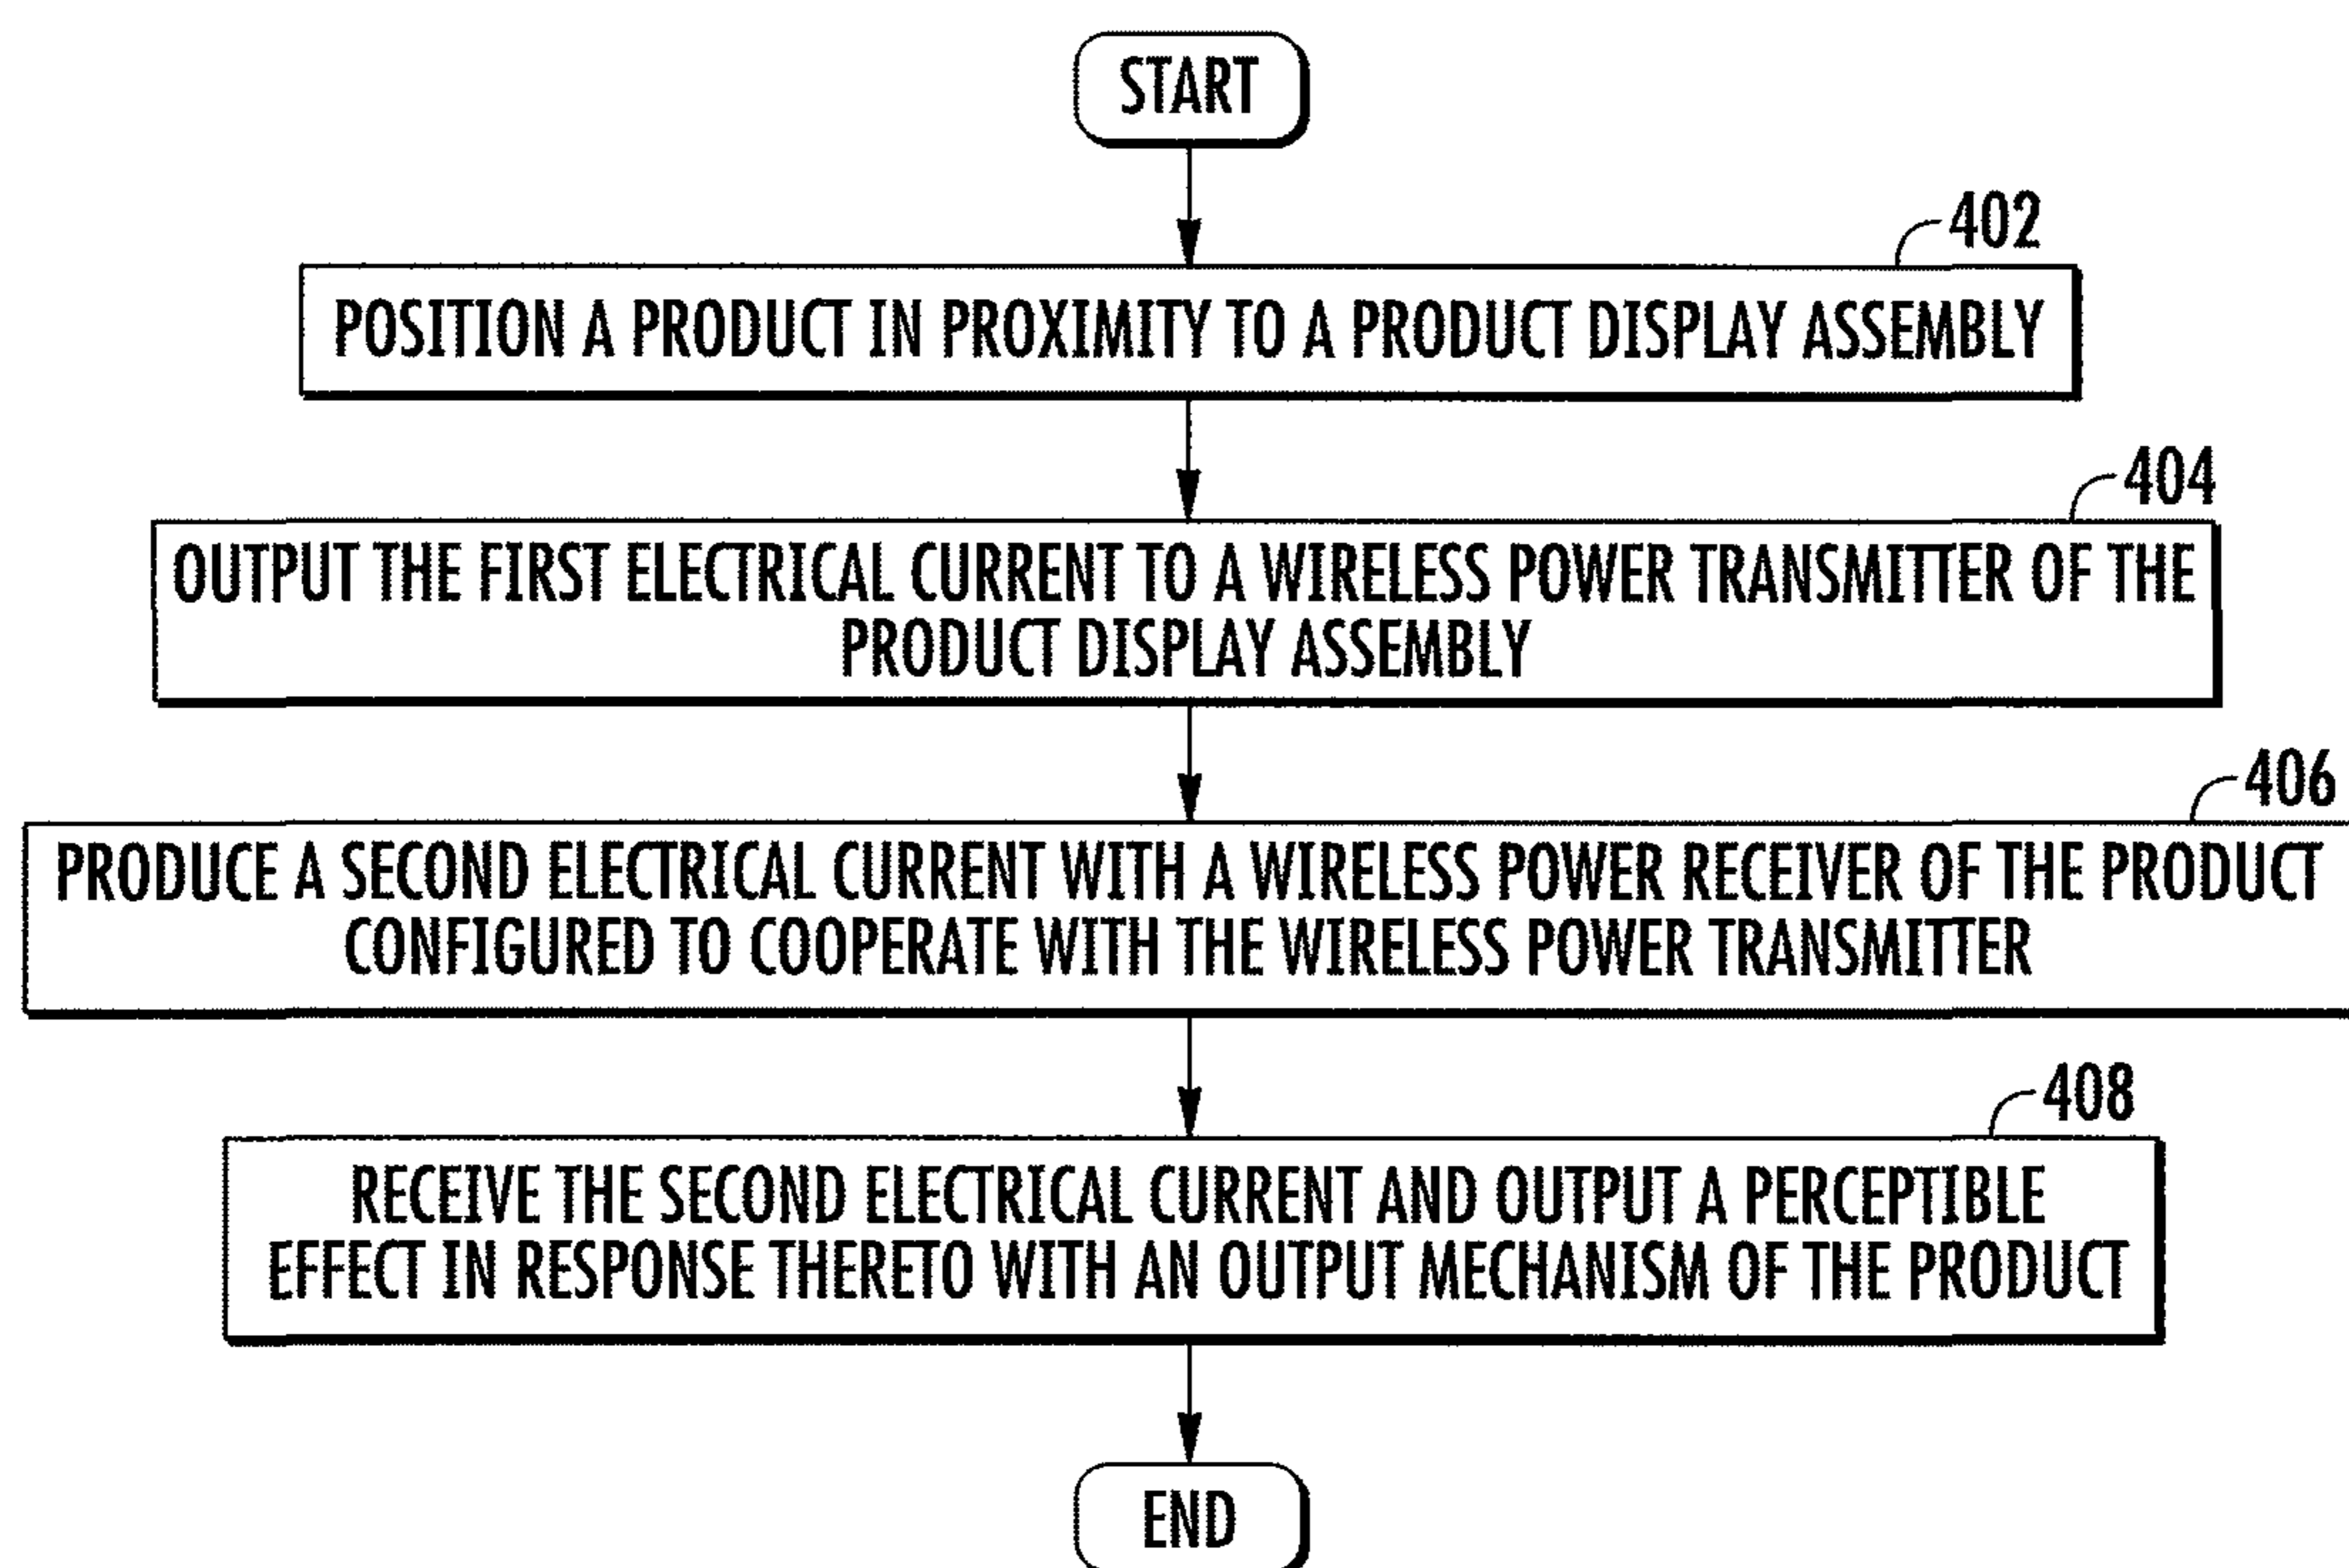 START
402
POSITION A PRODUCT IN PROXIMITY TO A PRODUCT DISPLAY ASSEMBLY
404
OUTPUT THE FIRST ELECTRICAL CURRENT TO A WIRELESS POWER TRANSMITTER OF THE
PRODUCT DISPLAY ASSEMBLY
406
PRODUCE A SECOND ELECTRICAL CURRENT WITH A WIRELESS POWER RECEIVER OF THE PRODUCT
CONFIGURED TO COOPERATE WITH THE WIRELESS POWER TRANSMITTER
408
RECEIVE THE SECOND ELECTRICAL CURRENT AND OUTPUT A PERCEPTIBLE
EFFECT IN RESPONSE THERETO WITH AN OUTPUT MECHANISM OF THE PRODUCT
END